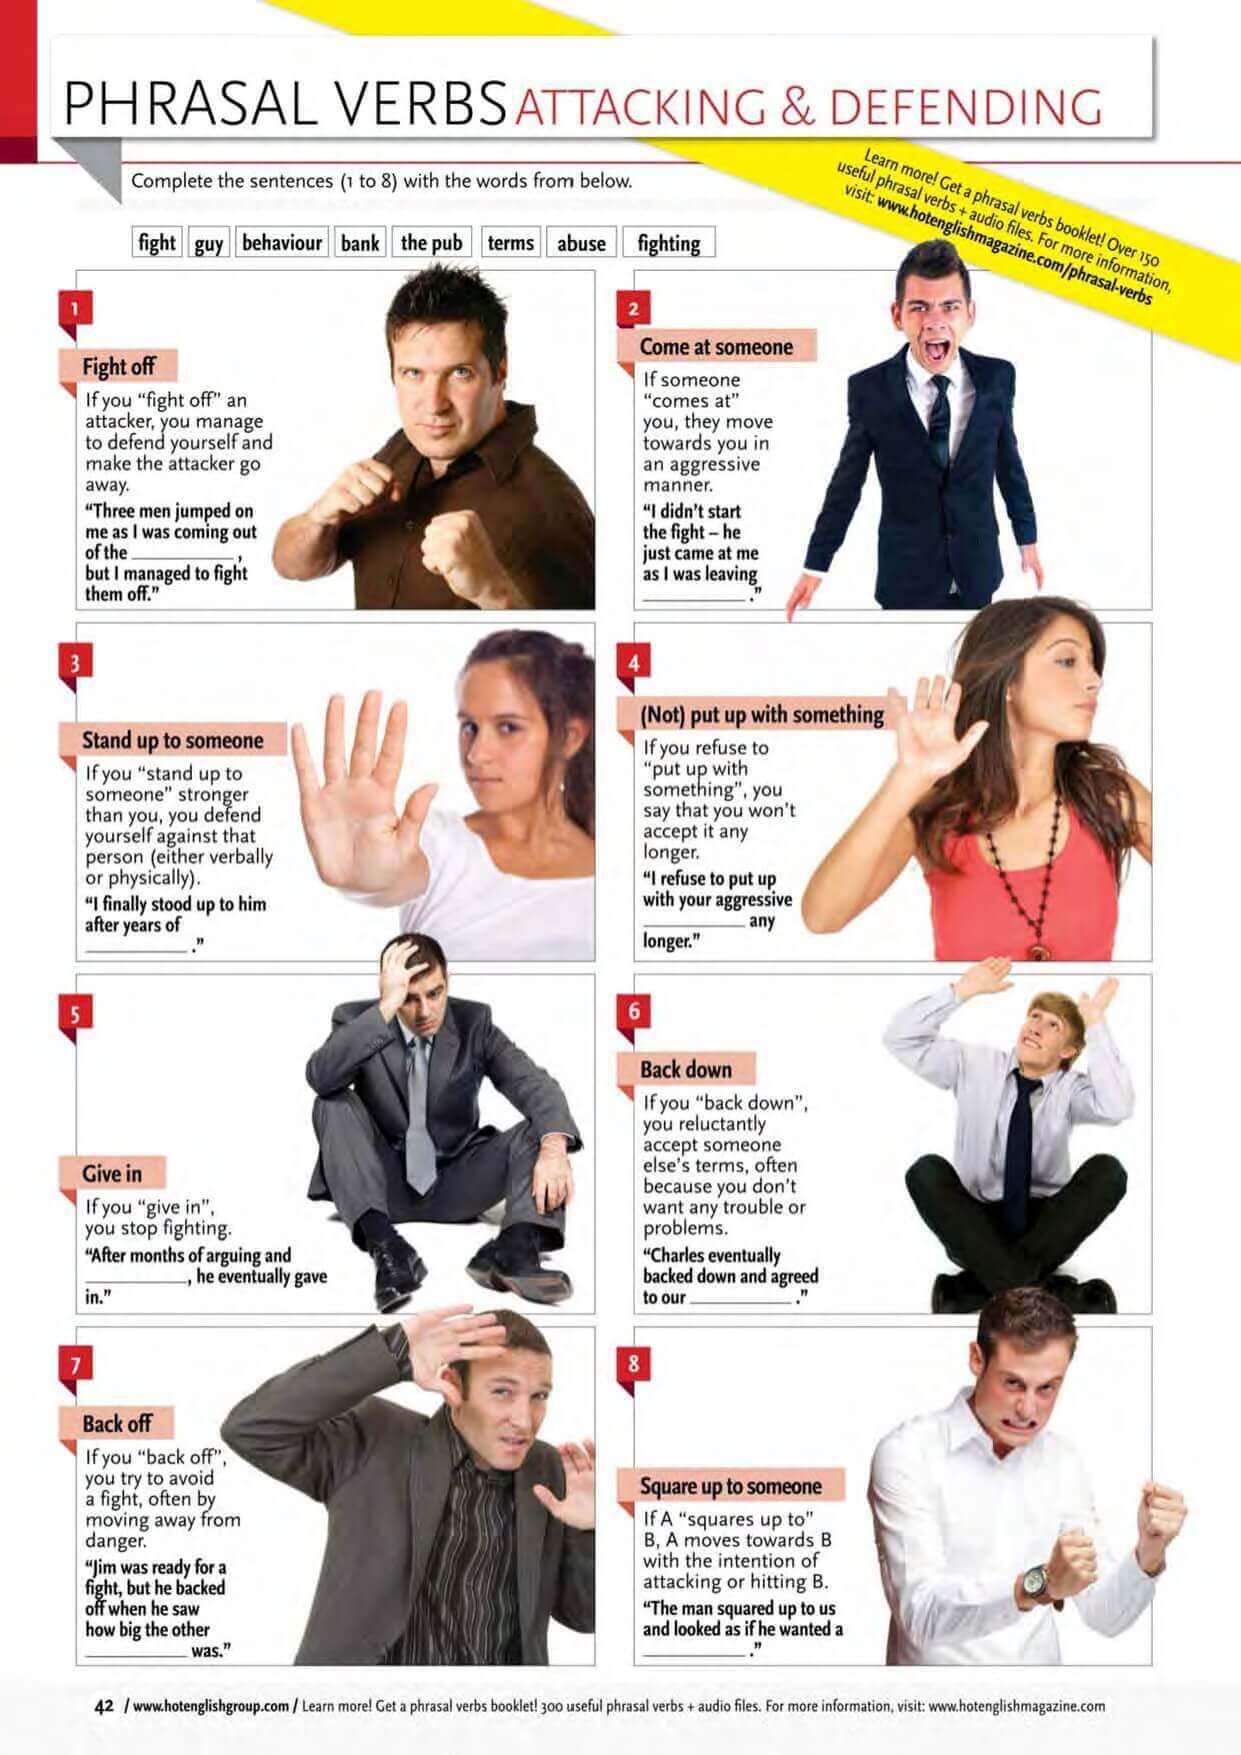 PHRASAL VERBS ATTACKING & DEFENDING
Learn more! Get a phrasal verbs booklet! Over 150
useful phrasal verbs + audio files. For more information,
visit: www.hotenglishmagazine.com/phrasal-verbs
Complete the sentences (1 to 8) with the words from below.
fight guy behaviour bank the pub terms abuse fighting
1
Fight off
If you “fight off” an
attacker, you manage
to defend yourself and
make the attacker go
away.
“Three men jumped on
me as I was coming out
of the __________ ,
but I managed to fight
them off.”
2
Come at someone
If someone
“comes at”
you, they move
towards you in
an aggressive
manner.
“I didn’t start
the fight – he
just came at me
as I was leaving
__________ .”
3
Stand up to someone
If you “stand up to
someone” stronger
than you, you defend
yourself against that
person (either verbally
or physically).
“I finally stood up to him
after years of
__________ .”
4
(Not) put up with something
If you refuse to
“put up with
something”, you
say that you won’t
accept it any
longer.
“I refuse to put up
with your aggressive
__________ any
longer.”
5
Give in
If you “give in”,
you stop fighting.
“After months of arguing and
__________, he eventually gave
in.”
6
Back down
If you “back down”,
you reluctantly
accept someone
else’s terms, often
because you don’t
want any trouble or
problems.
“Charles eventually
backed down and agreed
to our __________ .”
7
Back off
If you “back off”,
you try to avoid
a fight, often by
moving away from
danger.
“Jim was ready for a
fight, but he backed
off when he saw
how big the other
__________ was.”
8
Square up to someone
If A “squares up to”
B, A moves towards B
with the intention of
attacking or hitting B.
“The man squared up to us
and looked as if he wanted a
__________ .”
42 / www.hotenglishgroup.com / Learn more! Get a phrasal verbs booklet! 300 useful phrasal verbs + audio files. For more information, visit: www.hotenglishmagazine.com